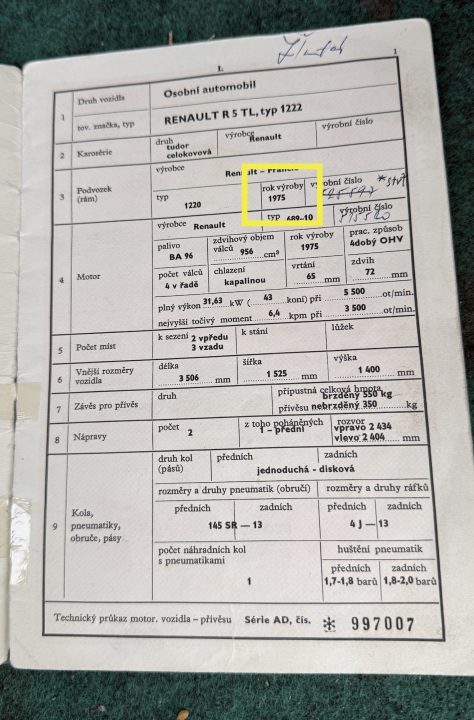 I.
1
1
Druh vozidla
Osobní automobil
tov. značka, typ
RENAULT R 5 TL, typ 1222
2
Karosérie
druh
tudor
celokovová
výrobce
Renault
výrobní číslo
3
Podvozek
(rám)
výrobce
Renault – Francie
typ
1220
rok výroby
1975
výrobní číslo
4
Motor
výrobce Renault
typ 689-10
výrobní číslo
palivo
BA 96
zdvihový objem
válců 956 cm³
rok výroby
1975
prac. způsob
4dobý OHV
počet válců
4 v řadě
chlazení
kapalinou
vrtání
65 mm
zdvih
72 mm
plný výkon 31,63 kW ( 43 koní) při 5 500 ot/min.
nejvyšší točivý moment 6,4 kpm při 3 500 ot/min.
5
Počet míst
k sezení 2 vpředu
3 vzadu
k stání
lůžek
6
Vnější rozměry
vozidla
délka
3 506 mm
šířka
1 525 mm
výška
1 400 mm
7
Závěs pro přívěs
druh
přípustná celková hmota
brzděný 550 kg
přívěsu nebrzděný 350 kg
8
Nápravy
počet
2
z toho poháněných
1 – přední
rozvor
vpravo 2 434
vlevo 2 404 mm
9
Kola,
pneumatiky,
obruče, pásy
druh kol
(pásů)
předních
zadních
jednoduchá - disková
rozměry a druhy pneumatik (obručí)
rozměry a druhy ráfků
předních
zadních
předních
zadních
145 SR — 13
4 J — 13
počet náhradních kol
s pneumatikami
1
huštění pneumatik
předních
zadních
1,7-1,8 barů
1,8-2,0 barů
Technický průkaz motor. vozidla – přívěsu Série AD, čís. ✻ 997007